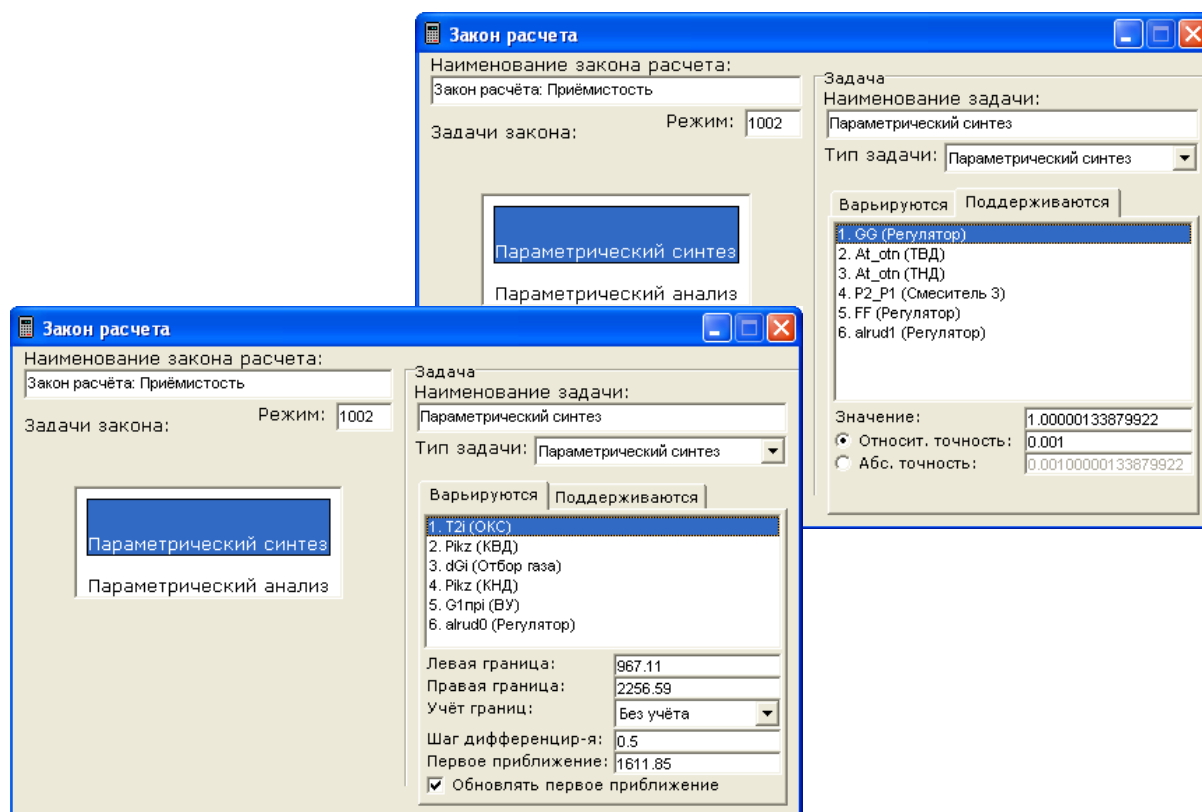 Закон расчета
Наименование закона расчета:
Закон расчёта: Приёмистость
Режим: 1002
Задачи закона:
Параметрический синтез
Параметрический анализ
Задача
Наименование задачи:
Параметрический синтез
Тип задачи: Параметрический синтез
Варьируются Поддерживаются
1. GG (Регулятор)
2. At_otn (ТВД)
3. At_otn (ТНД)
4. P2_P1 (Смеситель 3)
5. FF (Регулятор)
6. alrud1 (Регулятор)
Значение: 1.00000133879922
Относит. точность: 0.001
Абс. точность: 0.00100000133879922
Закон расчета
Наименование закона расчета:
Закон расчёта: Приёмистость
Режим: 1002
Задачи закона:
Параметрический синтез
Параметрический анализ
Задача
Наименование задачи:
Параметрический синтез
Тип задачи: Параметрический синтез
Варьируются Поддерживаются
1. T2i (ОКС)
2. Pikz (КВД)
3. dGi (Отбор газа)
4. Pikz (КНД)
5. G1прi (ВУ)
6. alrud0 (Регулятор)
Левая граница: 967.11
Правая граница: 2256.59
Учёт границ: Без учёта
Шаг дифференцир-я: 0.5
Первое приближение: 1611.85
Обновлять первое приближение